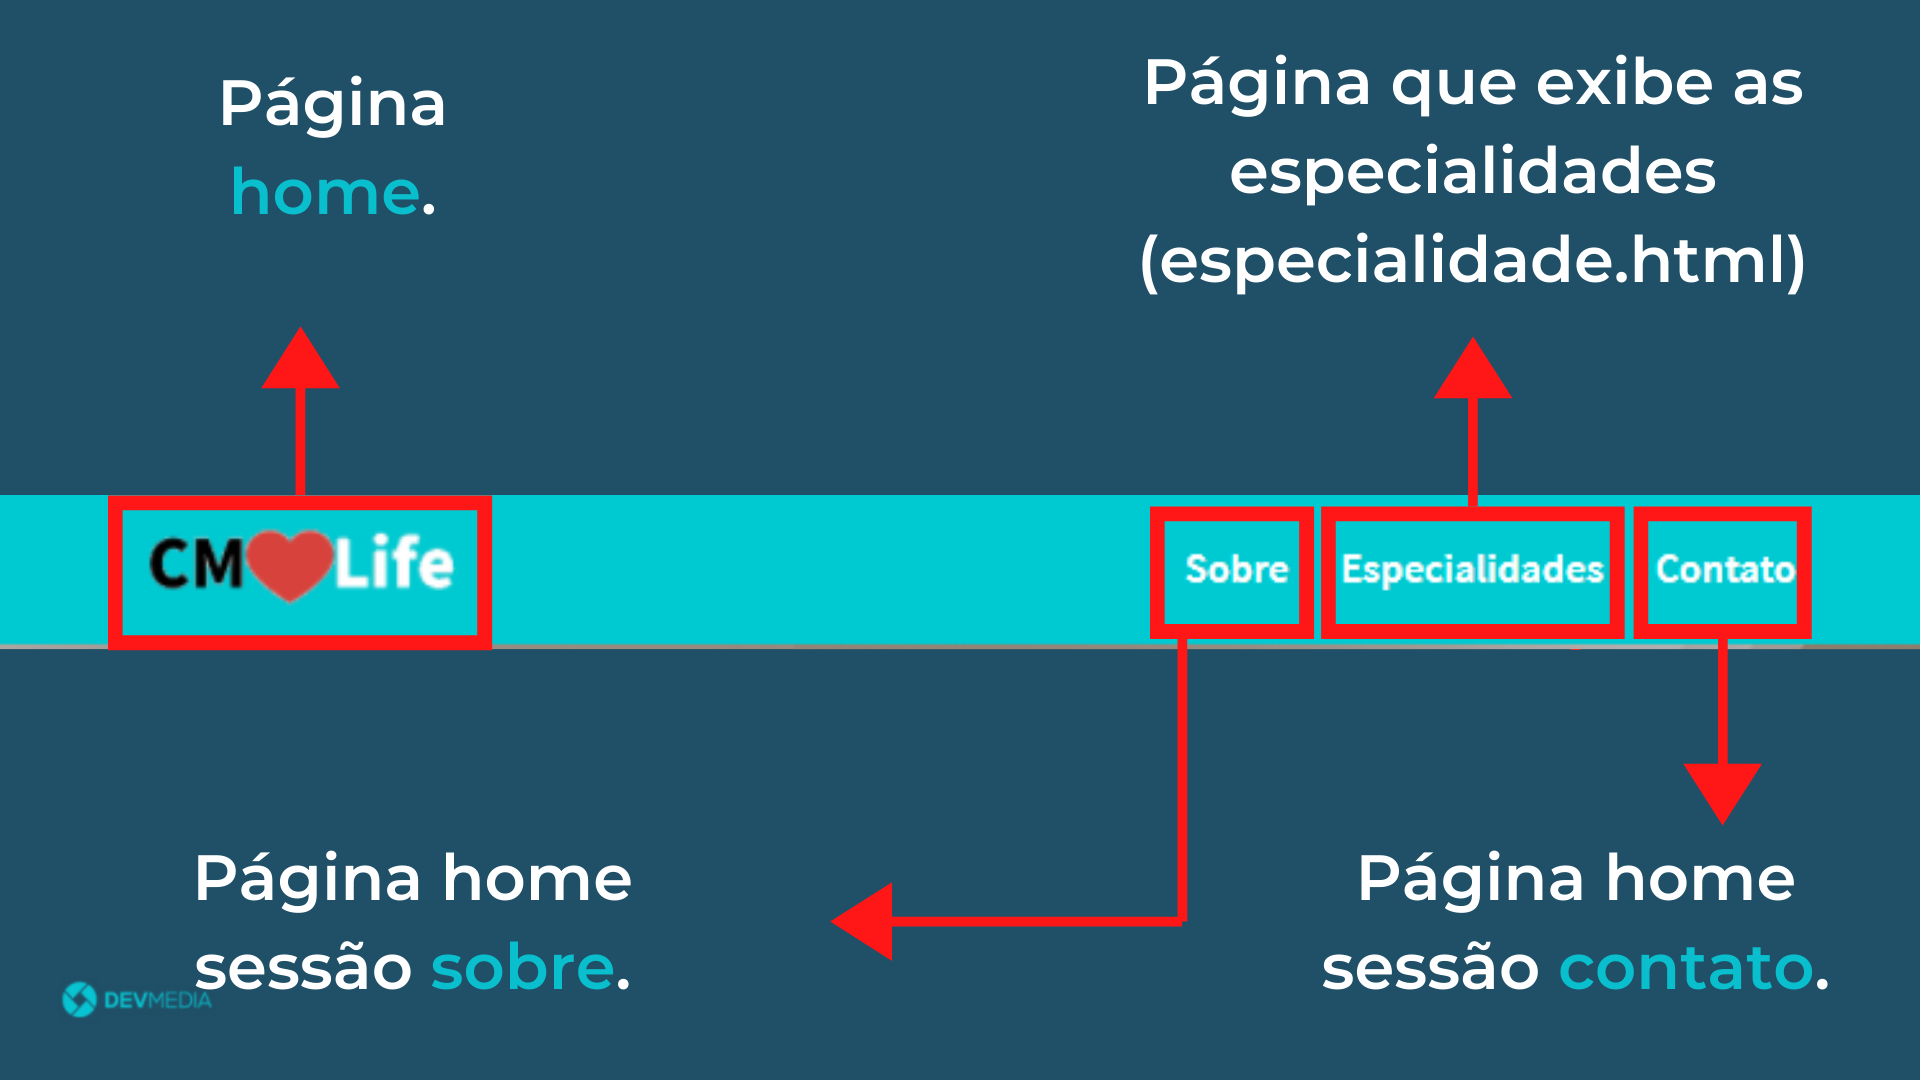 Página
home.
Página que exibe as
especialidades
(especialidade.html)
CM Life
Sobre
Especialidades
Contato
Página home
sessão sobre.
Página home
sessão contato.
DEVMEDIA